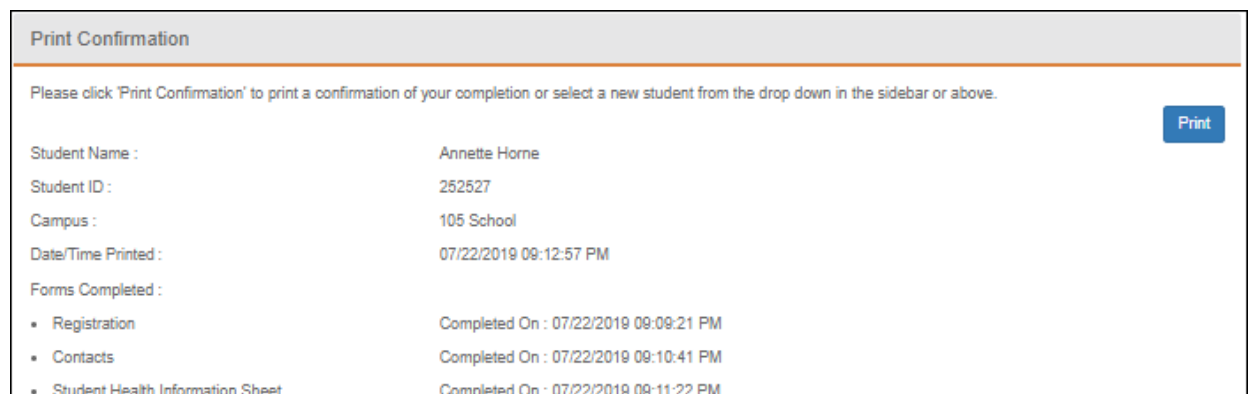 Print Confirmation
Please click 'Print Confirmation' to print a confirmation of your completion or select a new student from the drop down in the sidebar or above.
Print
Student Name : Annette Horne
Student ID : 252527
Campus : 105 School
Date/Time Printed : 07/22/2019 09:12:57 PM
Forms Completed :
• Registration Completed On : 07/22/2019 09:09:21 PM
• Contacts Completed On : 07/22/2019 09:10:41 PM
• Student Health Information Sheet Completed On : 07/22/2019 09:11:22 PM